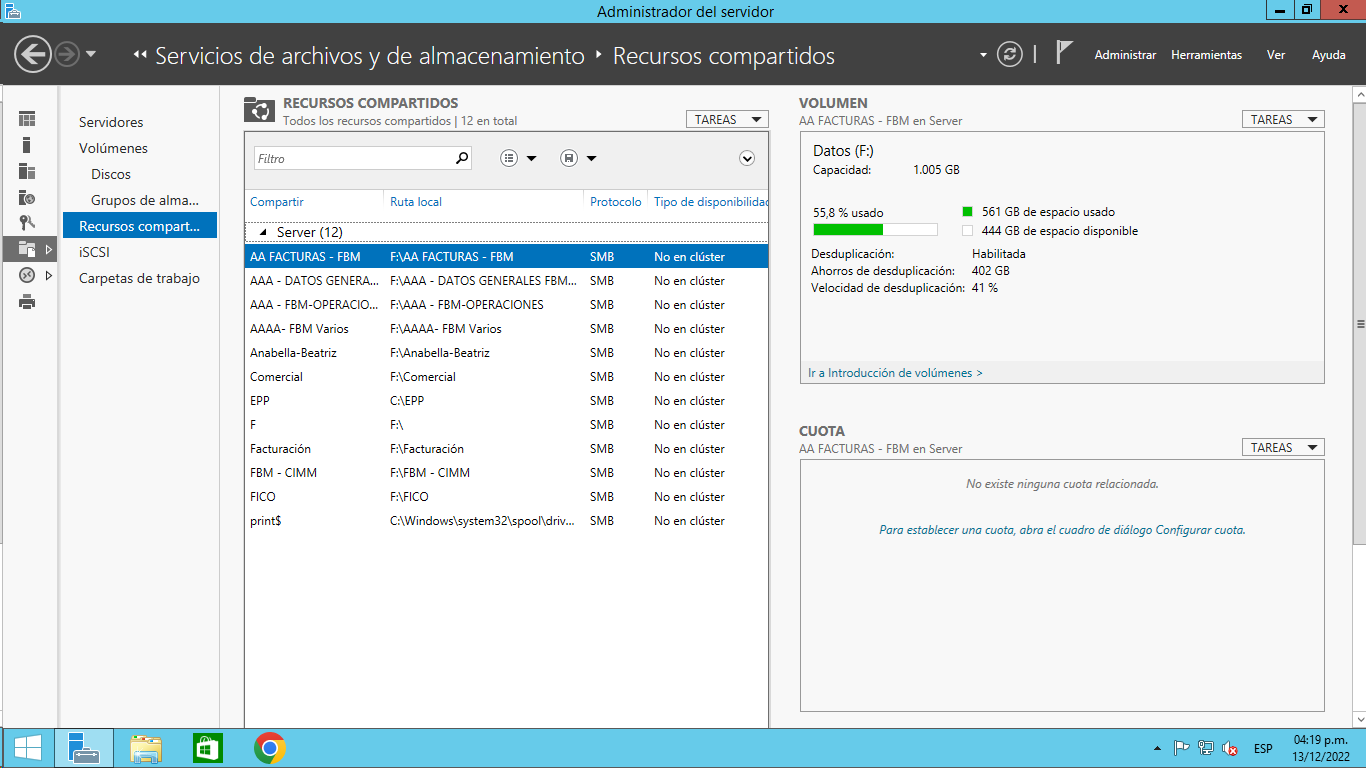 Administrador del servidor
Servicios de archivos y de almacenamiento
Recursos compartidos
Administrar
Herramientas
Ver
Ayuda
Servidores
Volúmenes
Discos
Grupos de alma...
Recursos compart...
iSCSI
Carpetas de trabajo
RECURSOS COMPARTIDOS
Todos los recursos compartidos | 12 en total
TAREAS
Filtro
Compartir Ruta local Protocolo Tipo de disponibilidad
Server (12)
AA FACTURAS - FBM F:\AA FACTURAS - FBM SMB No en clúster
AAA - DATOS GENERA... F:\AAA - DATOS GENERALES FBM... SMB No en clúster
AAA - FBM-OPERACIO... F:\AAA - FBM-OPERACIONES SMB No en clúster
AAAA- FBM Varios F:\AAAA- FBM Varios SMB No en clúster
Anabella-Beatriz F:\Anabella-Beatriz SMB No en clúster
Comercial F:\Comercial SMB No en clúster
EPP C:\EPP SMB No en clúster
F F:\ SMB No en clúster
Facturación F:\Facturación SMB No en clúster
FBM - CIMM F:\FBM - CIMM SMB No en clúster
FICO F:\FICO SMB No en clúster
print$ C:\Windows\system32\spool\driv... SMB No en clúster
VOLUMEN
AA FACTURAS - FBM en Server
TAREAS
Datos (F:)
Capacidad: 1.005 GB
55,8 % usado
561 GB de espacio usado
444 GB de espacio disponible
Desduplicación: Habilitada
Ahorros de desduplicación: 402 GB
Velocidad de desduplicación: 41 %
Ir a Introducción de volúmenes >
CUOTA
AA FACTURAS - FBM en Server
TAREAS
No existe ninguna cuota relacionada.
Para establecer una cuota, abra el cuadro de diálogo Configurar cuota.
ESP
04:19 p.m.
13/12/2022